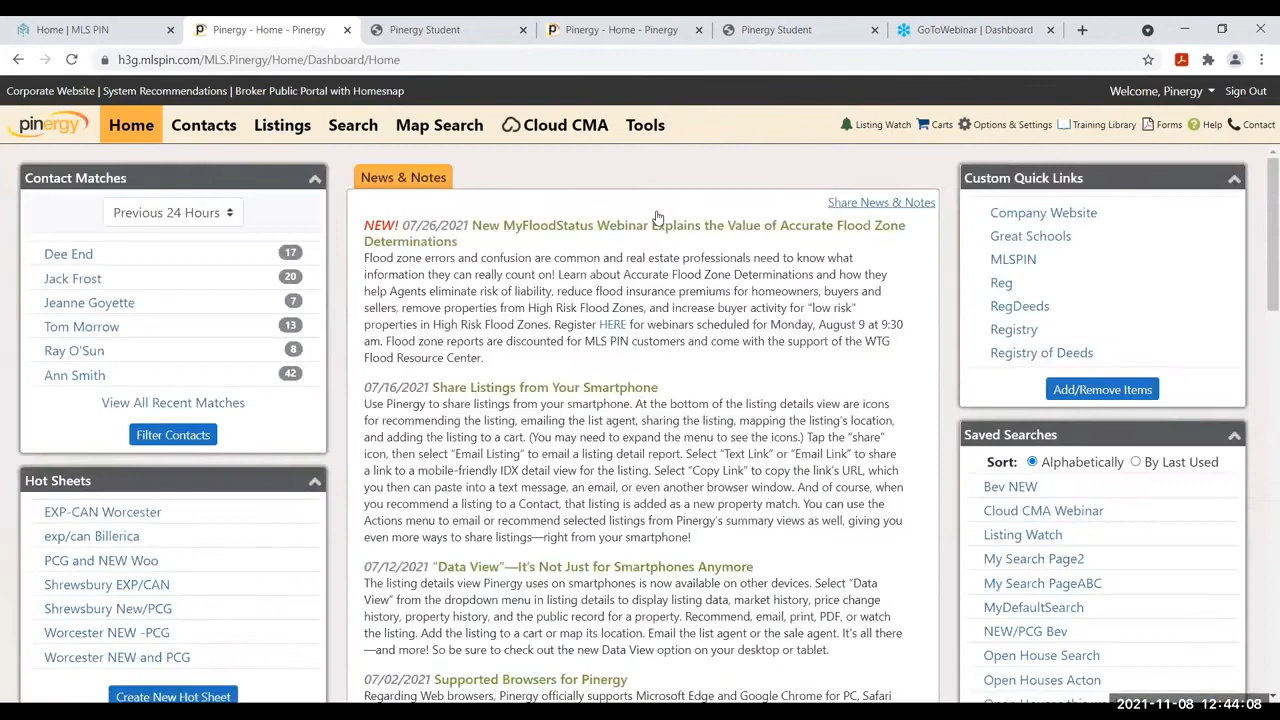 Home | MLS PIN
Pinergy - Home - Pinergy
Pinergy Student
Pinergy - Home - Pinergy
Pinergy Student
GoToWebinar | Dashboard
h3g.mlspin.com/MLS.Pinergy/Home/Dashboard/Home
Corporate Website | System Recommendations | Broker Public Portal with Homesnap
Welcome, Pinergy
Sign Out
pinergy
Home
Contacts
Listings
Search
Map Search
Cloud CMA
Tools
Listing Watch
Carts
Options & Settings
Training Library
Forms
Help
Contact
Contact Matches
Previous 24 Hours
Dee End 17
Jack Frost 20
Jeanne Goyette 7
Tom Morrow 13
Ray O'Sun 8
Ann Smith 42
View All Recent Matches
Filter Contacts
Hot Sheets
EXP-CAN Worcester
exp/can Billerica
PCG and NEW Woo
Shrewsbury EXP/CAN
Shrewsbury New/PCG
Worcester NEW -PCG
Worcester NEW and PCG
Create New Hot Sheet
News & Notes
Share News & Notes
NEW! 07/26/2021 New MyFloodStatus Webinar Explains the Value of Accurate Flood Zone
Determinations
Flood zone errors and confusion are common and real estate professionals need to know what
information they can really count on! Learn about Accurate Flood Zone Determinations and how they
help Agents eliminate risk of liability, reduce flood insurance premiums for homeowners, buyers and
sellers, remove properties from High Risk Flood Zones, and increase buyer activity for "low risk"
properties in High Risk Flood Zones. Register HERE for webinars scheduled for Monday, August 9 at 9:30
am. Flood zone reports are discounted for MLS PIN customers and come with the support of the WTG
Flood Resource Center.
07/16/2021 Share Listings from Your Smartphone
Use Pinergy to share listings from your smartphone. At the bottom of the listing details view are icons
for recommending the listing, emailing the list agent, sharing the listing, mapping the listing's location,
and adding the listing to a cart. (You may need to expand the menu to see the icons.) Tap the "share"
icon, then select "Email Listing" to email a listing detail report. Select "Text Link" or "Email Link" to share
a link to a mobile-friendly IDX detail view for the listing. Select "Copy Link" to copy the link's URL, which
you then can paste into a text message, an email, or even another browser window. And of course, when
you recommend a listing to a Contact, that listing is added as a new property match. You can use the
Actions menu to email or recommend selected listings from Pinergy's summary views as well, giving you
even more ways to share listings—right from your smartphone!
07/12/2021 "Data View"—It's Not Just for Smartphones Anymore
The listing details view Pinergy uses on smartphones is now available on other devices. Select "Data
View" from the dropdown menu in listing details to display listing data, market history, price change
history, property history, and the public record for a property. Recommend, email, print, PDF, or watch
the listing. Add the listing to a cart or map its location. Email the list agent or the sale agent. It's all there
—and more! So be sure to check out the new Data View option on your desktop or tablet.
07/02/2021 Supported Browsers for Pinergy
Regarding Web browsers, Pinergy officially supports Microsoft Edge and Google Chrome for PC, Safari
Custom Quick Links
Company Website
Great Schools
MLSPIN
Reg
RegDeeds
Registry
Registry of Deeds
Add/Remove Items
Saved Searches
Sort: Alphabetically By Last Used
Bev NEW
Cloud CMA Webinar
Listing Watch
My Search Page2
My Search PageABC
MyDefaultSearch
NEW/PCG Bev
Open House Search
Open Houses Acton
2021-11-08 12:44:08